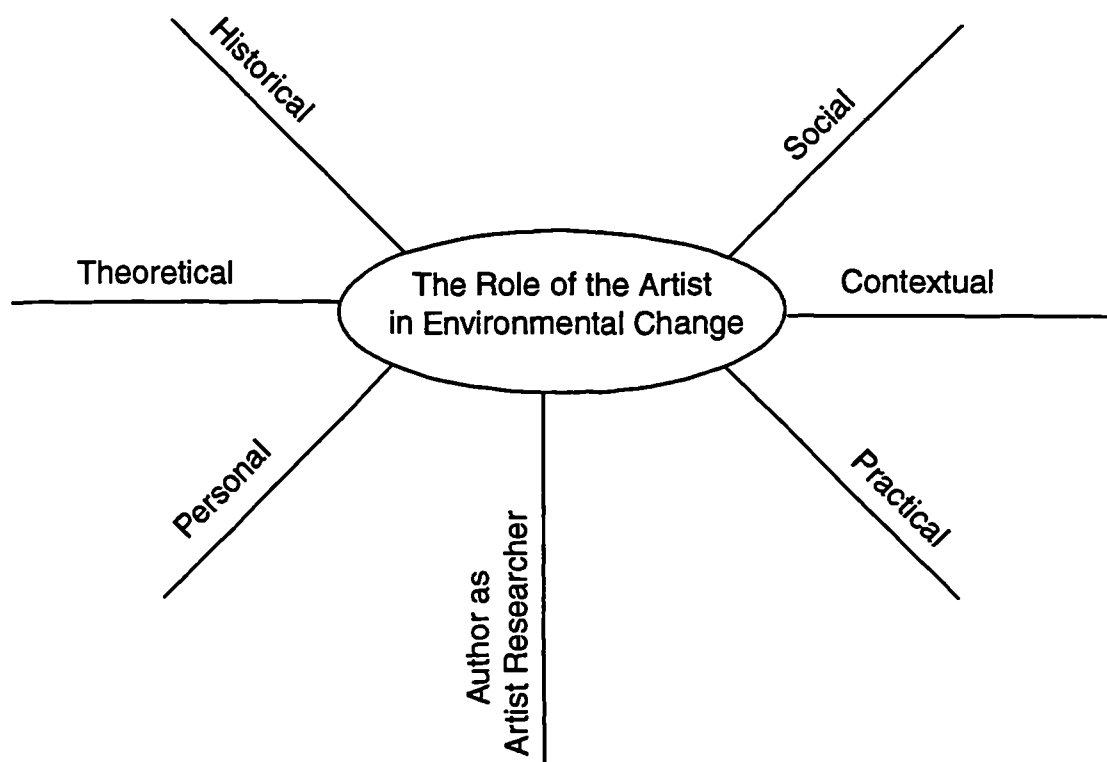 Historical
Social
Theoretical
The Role of the Artist
in Environmental Change
Contextual
Personal
Practical
Author as
Artist Researcher